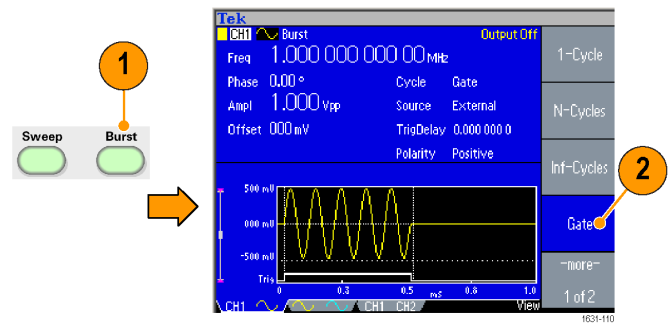 1
Sweep Burst
Tek
CH1 Burst Output Off
Freq 1.000 000 000 00 MHz
Phase 0.00 ° Cycle Gate
Ampl 1.000 Vpp Source External
Offset 000 mV TrigDelay 0.000 000 0
Polarity Positive
500 mU
000 mU
-500 mU
Trig
0 0.3 0.5 ms 0.8 1.0
CH1 CH1 CH2 View
1-Cycle
N-Cycles
Inf-Cycles
Gate
2
-more-
1 of 2
1631-110